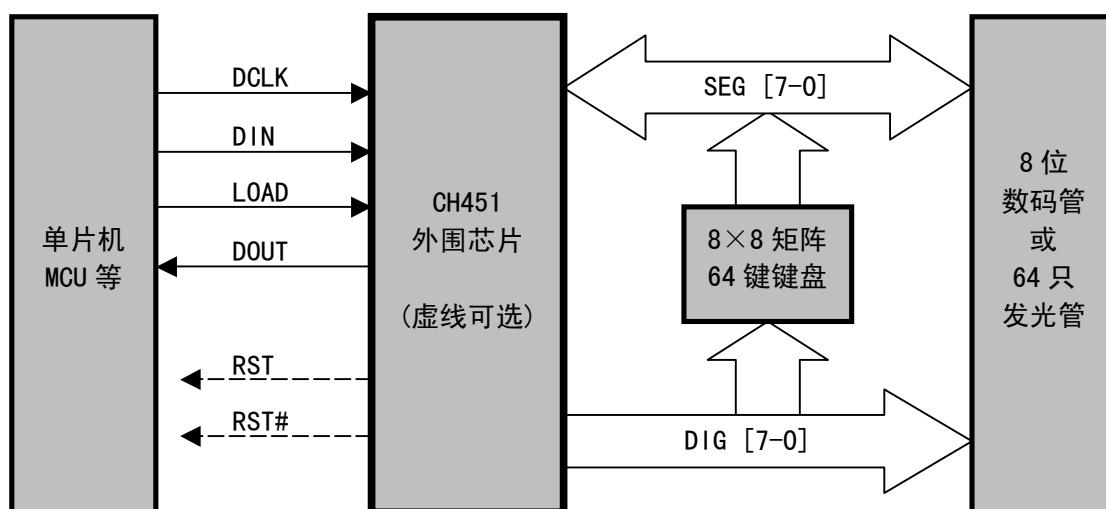 单片机
MCU 等
DCLK
DIN
LOAD
DOUT
RST
RST#
CH451
外围芯片
(虚线可选)
SEG [7-0]
8×8 矩阵
64 键键盘
DIG [7-0]
8 位
数码管
或
64 只
发光管